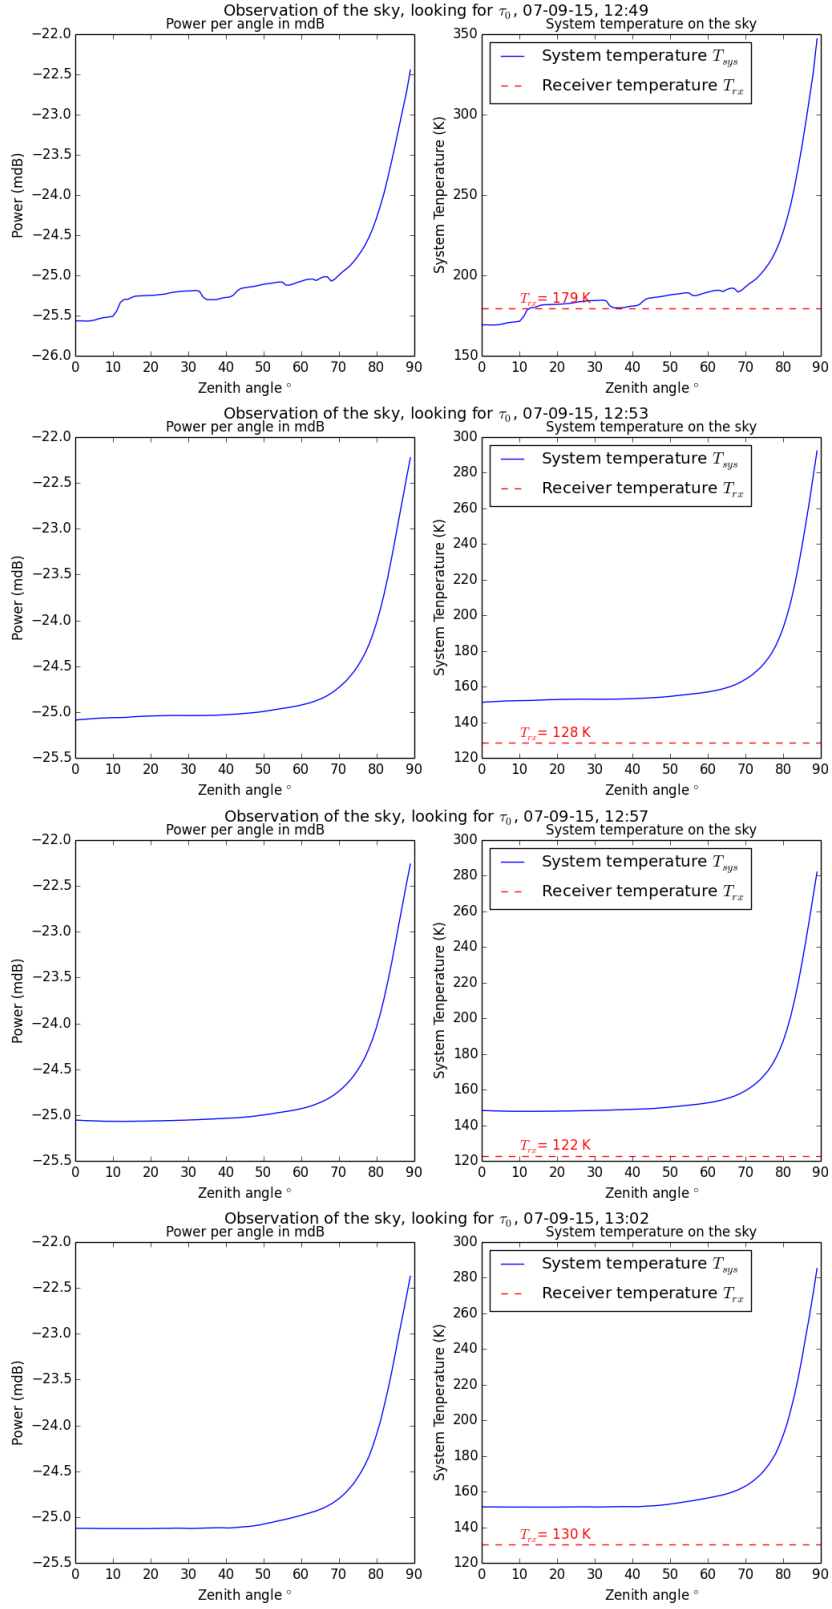 Observation of the sky, looking for τ0, 07-09-15, 12:49
Power per angle in mdB
System temperature on the sky
−22.0
−22.5
−23.0
−23.5
−24.0
−24.5
−25.0
−25.5
−26.0
Power (mdB)
0 10 20 30 40 50 60 70 80 90
Zenith angle °
350
300
250
200
150
System Tenperature (K)
System temperature Tsys
Receiver temperature Trx
Trx= 179 K
0 10 20 30 40 50 60 70 80 90
Zenith angle °
Observation of the sky, looking for τ0, 07-09-15, 12:53
Power per angle in mdB
System temperature on the sky
−22.0
−22.5
−23.0
−23.5
−24.0
−24.5
−25.0
−25.5
Power (mdB)
0 10 20 30 40 50 60 70 80 90
Zenith angle °
300
280
260
240
220
200
180
160
140
120
System Tenperature (K)
System temperature Tsys
Receiver temperature Trx
Trx= 128 K
0 10 20 30 40 50 60 70 80 90
Zenith angle °
Observation of the sky, looking for τ0, 07-09-15, 12:57
Power per angle in mdB
System temperature on the sky
−22.0
−22.5
−23.0
−23.5
−24.0
−24.5
−25.0
−25.5
Power (mdB)
0 10 20 30 40 50 60 70 80 90
Zenith angle °
300
280
260
240
220
200
180
160
140
120
System Tenperature (K)
System temperature Tsys
Receiver temperature Trx
Trx= 122 K
0 10 20 30 40 50 60 70 80 90
Zenith angle °
Observation of the sky, looking for τ0, 07-09-15, 13:02
Power per angle in mdB
System temperature on the sky
−22.0
−22.5
−23.0
−23.5
−24.0
−24.5
−25.0
−25.5
Power (mdB)
0 10 20 30 40 50 60 70 80 90
Zenith angle °
300
280
260
240
220
200
180
160
140
120
System Tenperature (K)
System temperature Tsys
Receiver temperature Trx
Trx= 130 K
0 10 20 30 40 50 60 70 80 90
Zenith angle °